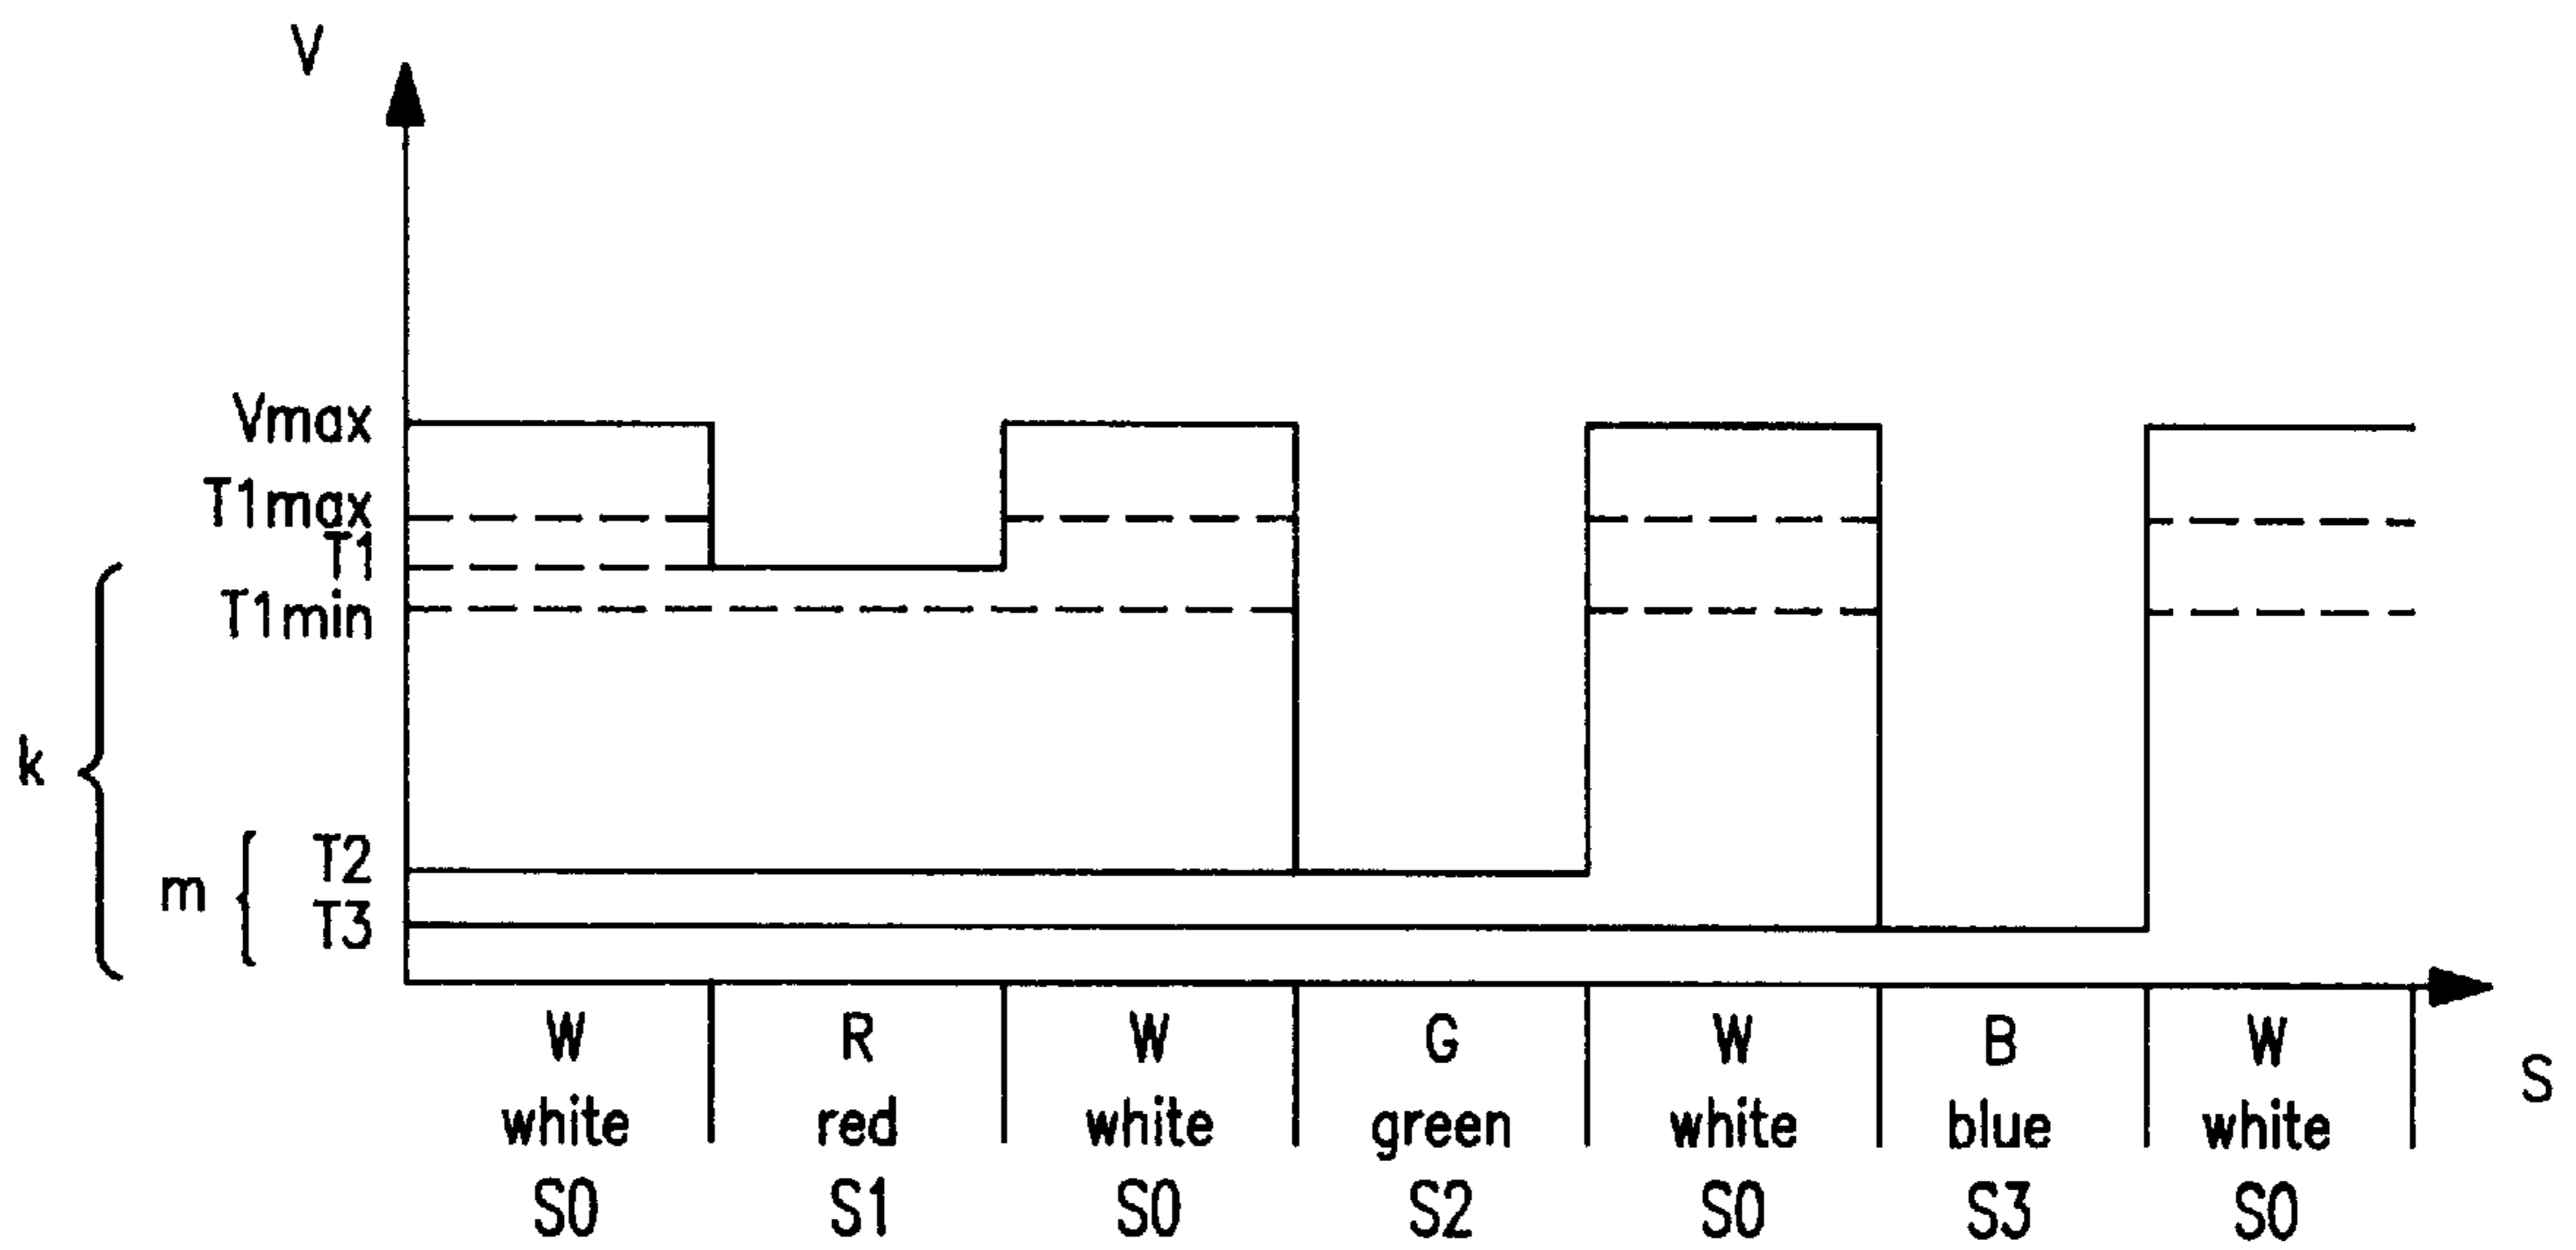 V
Vmax
T1max
T1
T1min
k
T2
m
T3
W R W G W B W
S
white red white green white blue white
S0 S1 S0 S2 S0 S3 S0